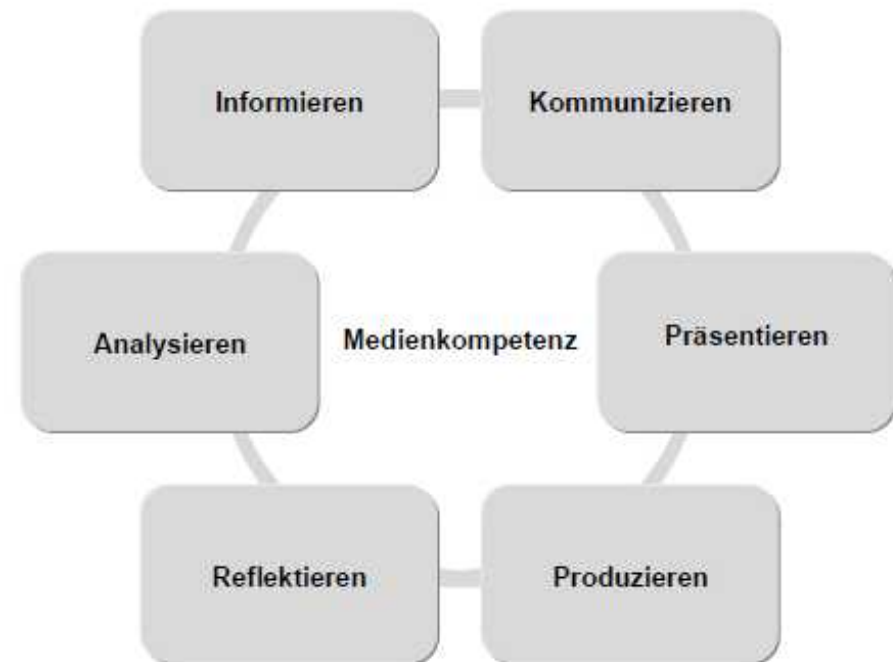 Informieren
Kommunizieren
Analysieren
Medienkompetenz
Präsentieren
Reflektieren
Produzieren